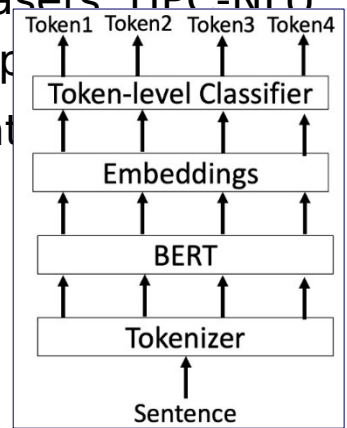 Token1 Token2 Token3 Token4
Token-level Classifier
Embeddings
BERT
Tokenizer
Sentence